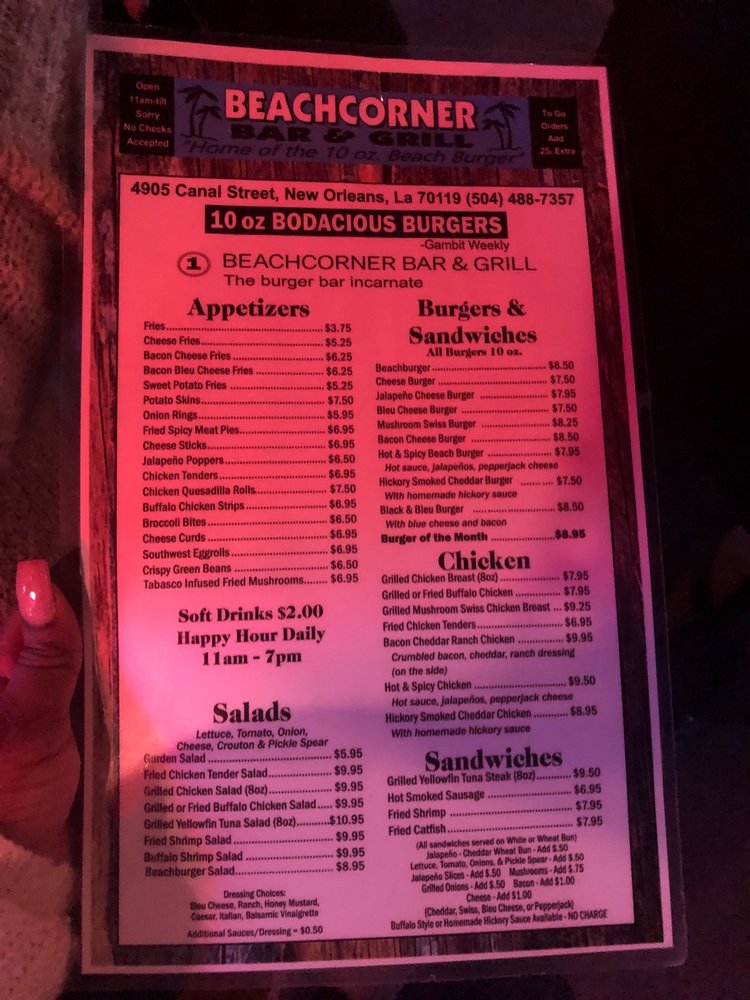 Open
11am-till
Sorry
No Checks
Accepted
BEACHCORNER
BAR & GRILL
"Home of the 10 oz. Beach Burger"
To Go
Orders
Add
.25¢ Extra
4905 Canal Street, New Orleans, La 70119 (504) 488-7357
10 oz BODACIOUS BURGERS
-Gambit Weekly
1 BEACHCORNER BAR & GRILL
The burger bar incarnate
Appetizers
Fries $3.75
Cheese Fries $5.25
Bacon Cheese Fries $6.25
Bacon Bleu Cheese Fries $6.25
Sweet Potato Fries $5.25
Potato Skins $7.50
Onion Rings $5.95
Fried Spicy Meat Pies $6.95
Cheese Sticks $6.95
Jalapeño Poppers $6.50
Chicken Tenders $6.95
Chicken Quesadilla Rolls $7.50
Buffalo Chicken Strips $6.95
Broccoli Bites $6.50
Cheese Curds $6.95
Southwest Eggrolls $6.95
Crispy Green Beans $6.50
Tabasco Infused Fried Mushrooms $6.95
Soft Drinks $2.00
Happy Hour Daily
11am - 7pm
Salads
Lettuce, Tomato, Onion,
Cheese, Crouton & Pickle Spear
Garden Salad $5.95
Fried Chicken Tender Salad $9.95
Grilled Chicken Salad (8oz) $9.95
Grilled or Fried Buffalo Chicken Salad $9.95
Grilled Yellowfin Tuna Salad (8oz) $10.95
Fried Shrimp Salad $9.95
Buffalo Shrimp Salad $9.95
Beachburger Salad $8.95
Dressing Choices:
Bleu Cheese, Ranch, Honey Mustard,
Caesar, Italian, Balsamic Vinaigrette
Additional Sauces/Dressing = $0.50
Burgers &
Sandwiches
All Burgers 10 oz.
Beachburger $6.50
Cheese Burger $7.50
Jalapeño Cheese Burger $7.95
Bleu Cheese Burger $7.50
Mushroom Swiss Burger $8.25
Bacon Cheese Burger $8.50
Hot & Spicy Beach Burger $7.95
Hot sauce, jalapeños, pepperjack cheese
Hickory Smoked Cheddar Burger $7.50
With homemade hickory sauce
Black & Bleu Burger $8.50
With blue cheese and bacon
Burger of the Month $8.95
Chicken
Grilled Chicken Breast (8oz) $7.95
Grilled or Fried Buffalo Chicken $7.95
Grilled Mushroom Swiss Chicken Breast $9.25
Fried Chicken Tenders $6.95
Bacon Cheddar Ranch Chicken $9.95
Crumbled bacon, cheddar, ranch dressing
(on the side)
Hot & Spicy Chicken $9.50
Hot sauce, jalapeños, pepperjack cheese
Hickory Smoked Cheddar Chicken $8.95
With homemade hickory sauce
Sandwiches
Grilled Yellowfin Tuna Steak (8oz) $9.50
Hot Smoked Sausage $6.95
Fried Shrimp $7.95
Fried Catfish $7.95
(All sandwiches served on White or Wheat Bun)
Jalapeño - Cheddar Wheat Bun - Add $.50
Lettuce, Tomato, Onions, & Pickle Spear - Add $.50
Jalapeño Slices - Add $.50 Mushrooms - Add $.75
Grilled Onions - Add $.50 Bacon - Add $1.00
Cheese - Add $1.00
(Cheddar, Swiss, Bleu Cheese, or Pepperjack)
Buffalo Style or Homemade Hickory Sauce Available - NO CHARGE